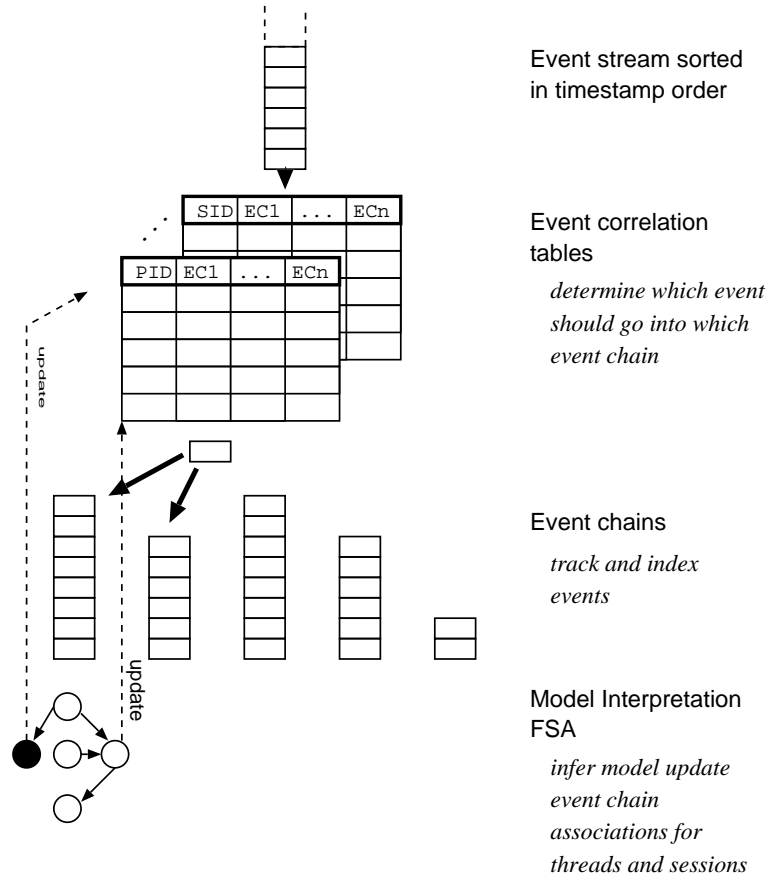 Event stream sorted
in timestamp order
SID EC1 ... ECn
Event correlation
tables
PID EC1 ... ECn
determine which event
should go into which
event chain
update
Event chains
track and index
events
update
Model Interpretation
FSA
infer model update
event chain
associations for
threads and sessions